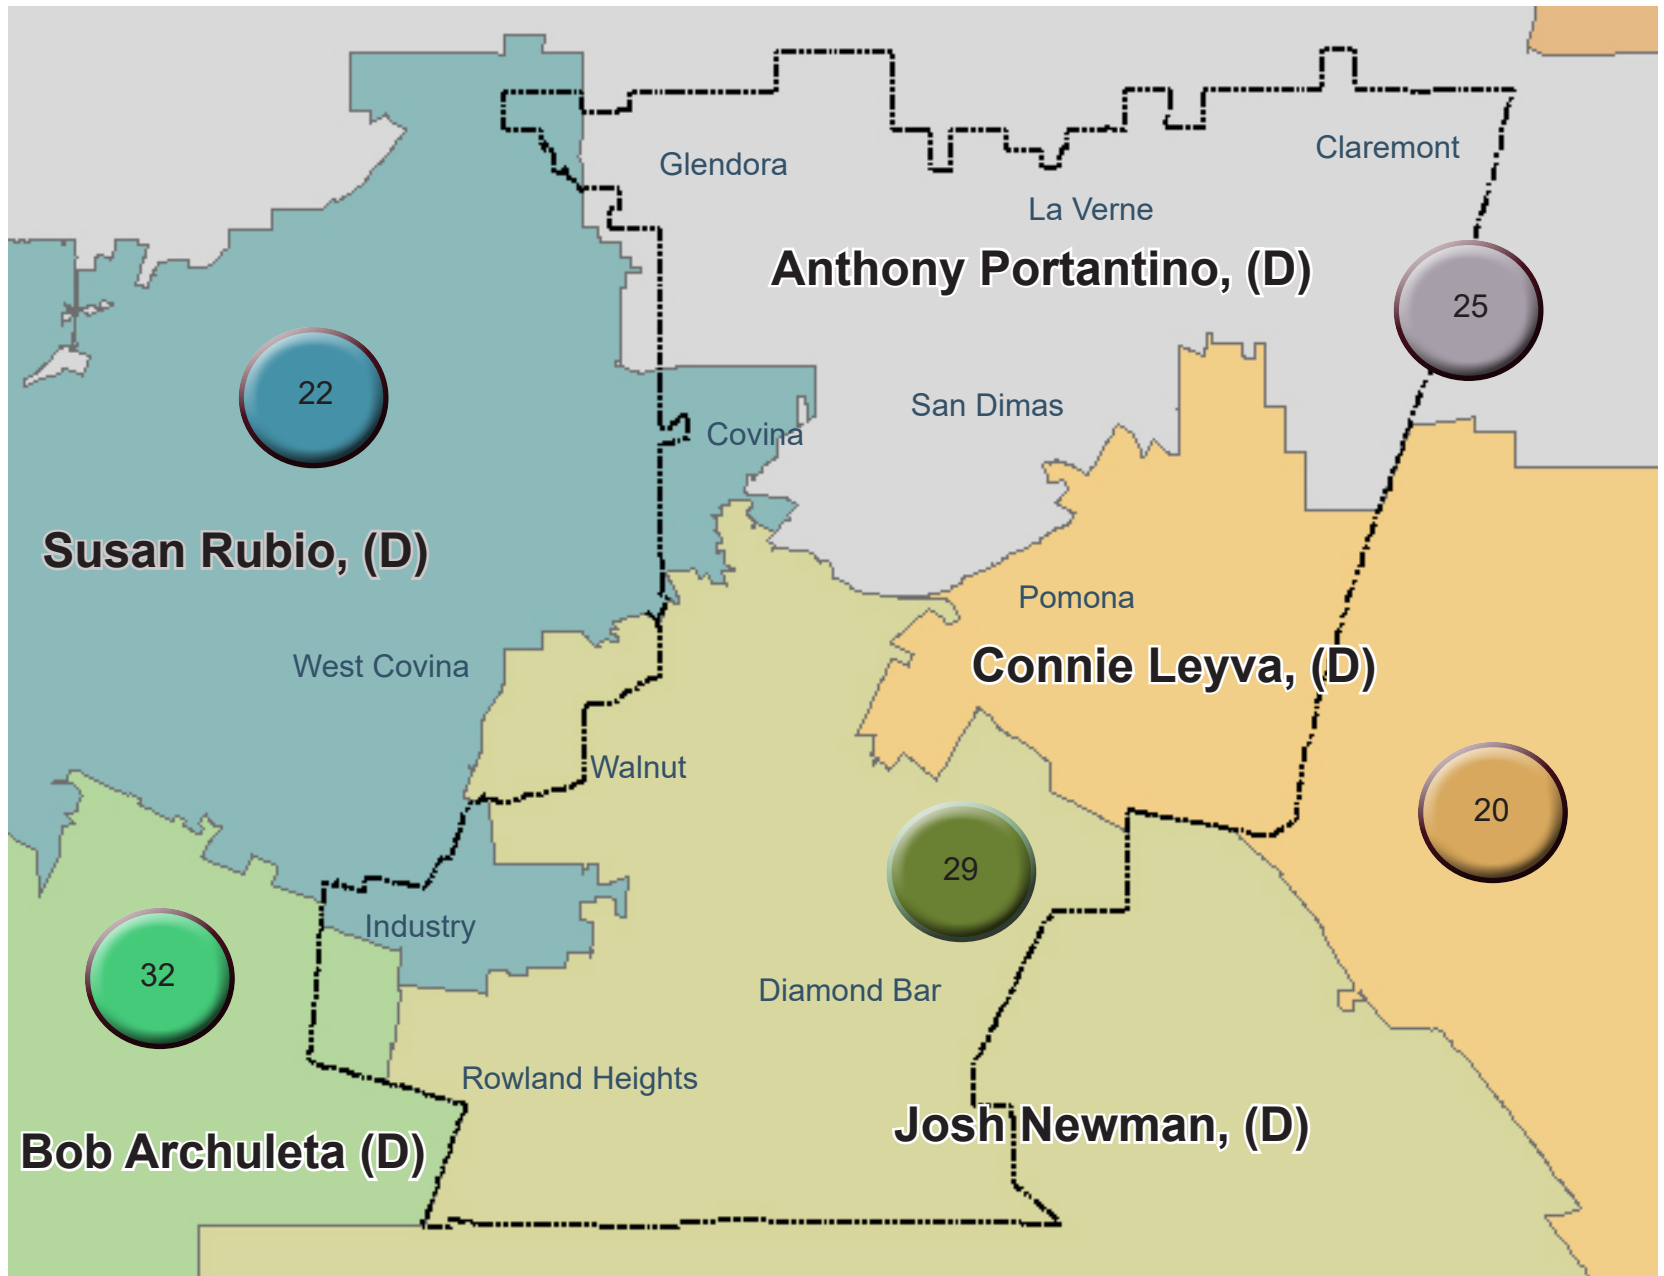 Claremont
Glendora
La Verne
Anthony Portantino, (D)
25
22
San Dimas
Covina
Susan Rubio, (D)
Pomona
West Covina
Connie Leyva, (D)
Walnut
20
29
Industry
32
Diamond Bar
Rowland Heights
Josh Newman, (D)
Bob Archuleta (D)